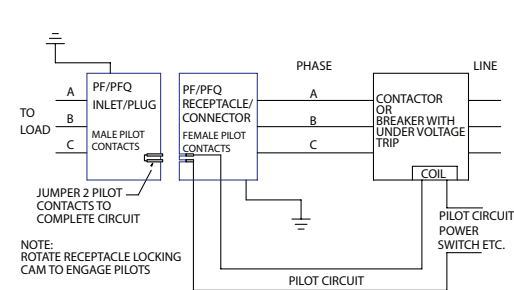 PHASE
LINE
A
B
C
TO
LOAD
PF/PFQ
INLET/PLUG
MALE PILOT
CONTACTS
PF/PFQ
RECEPTACLE/
CONNECTOR
FEMALE PILOT
CONTACTS
A
B
C
CONTACTOR
OR
BREAKER WITH
UNDER VOLTAGE
TRIP
COIL
JUMPER 2 PILOT
CONTACTS TO
COMPLETE CIRCUIT
PILOT CIRCUIT
POWER
SWITCH ETC.
NOTE:
ROTATE RECEPTACLE LOCKING
CAM TO ENGAGE PILOTS
PILOT CIRCUIT